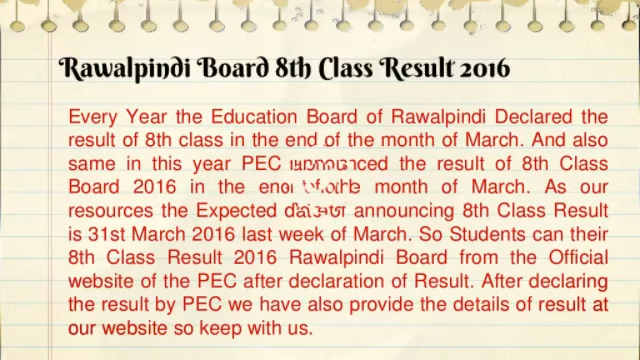 Rawalpindi Board 8th Class Result 2016
Every Year the Education Board of Rawalpindi Declared the
result of 8th class in the end of the month of March. And also
same in this year PEC the result of 8th Class
Board 2016 in the month of March. As our
resources the Expected announcing 8th Class Result
is 31st March 2016 last week of March. So Students can their
8th Class Result 2016 Rawalpindi Board from the Official
website of the PEC after declaration of Result. After declaring
the result by PEC we have also provide the details of result at
our website so keep with us.